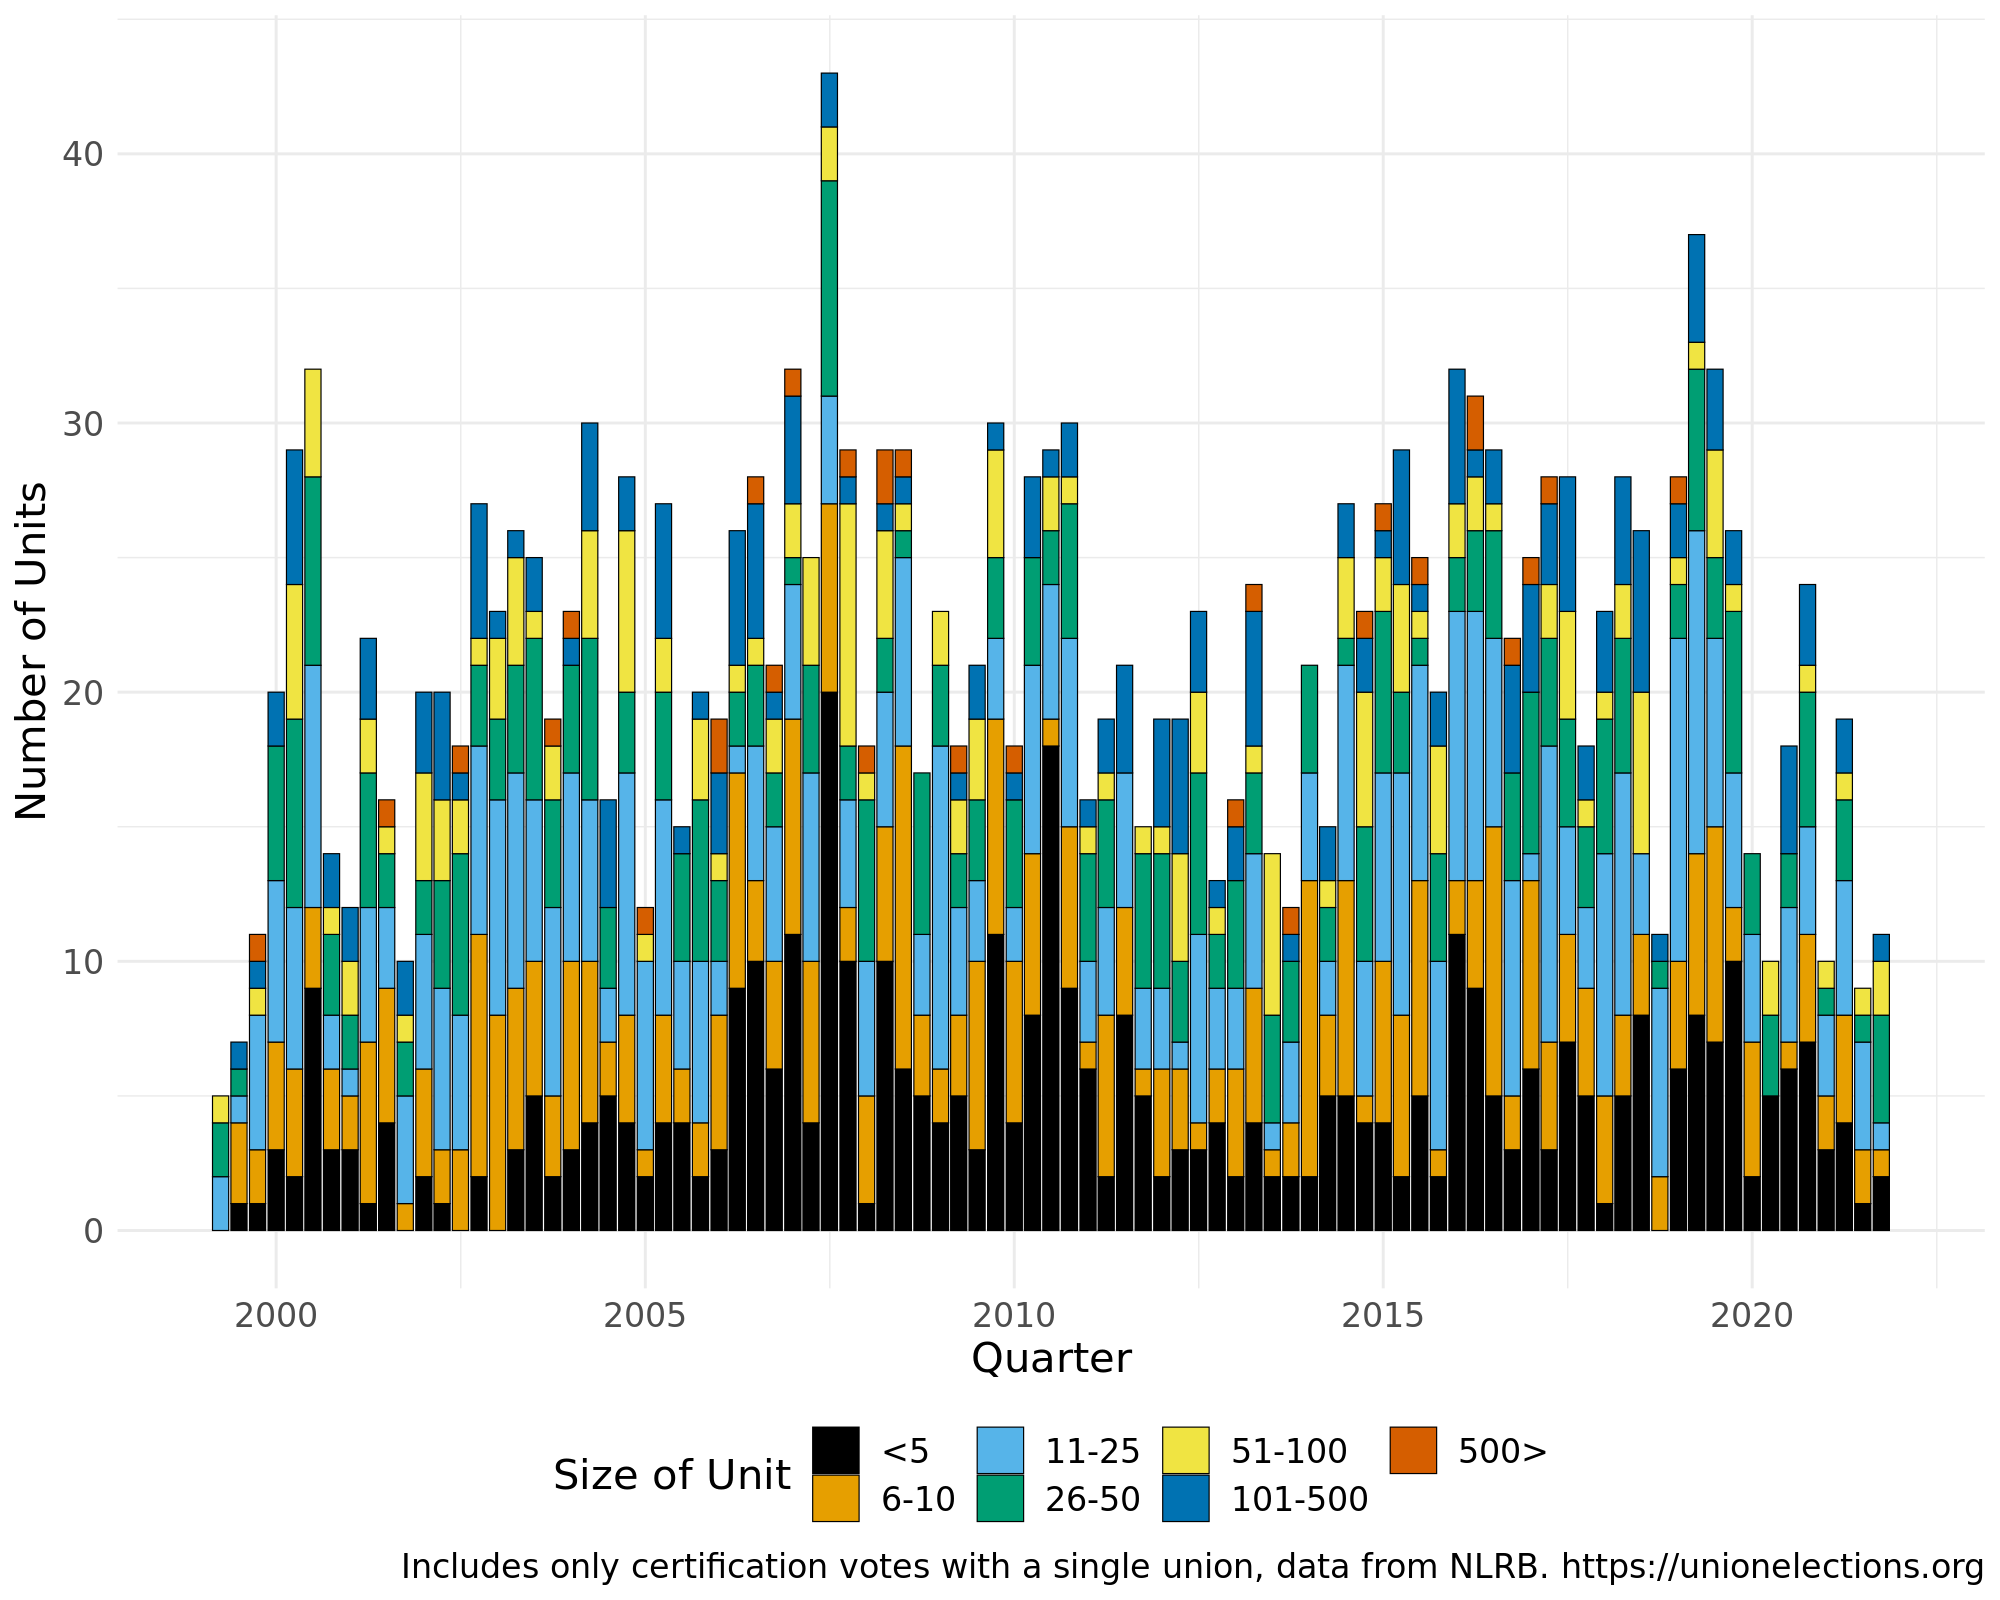 40
30
20
10
0
Number of Units
2000 2005 2010 2015 2020
Quarter
Size of Unit
<5 11-25 51-100 500>
6-10 26-50 101-500
Includes only certification votes with a single union, data from NLRB. https://unionelections.org